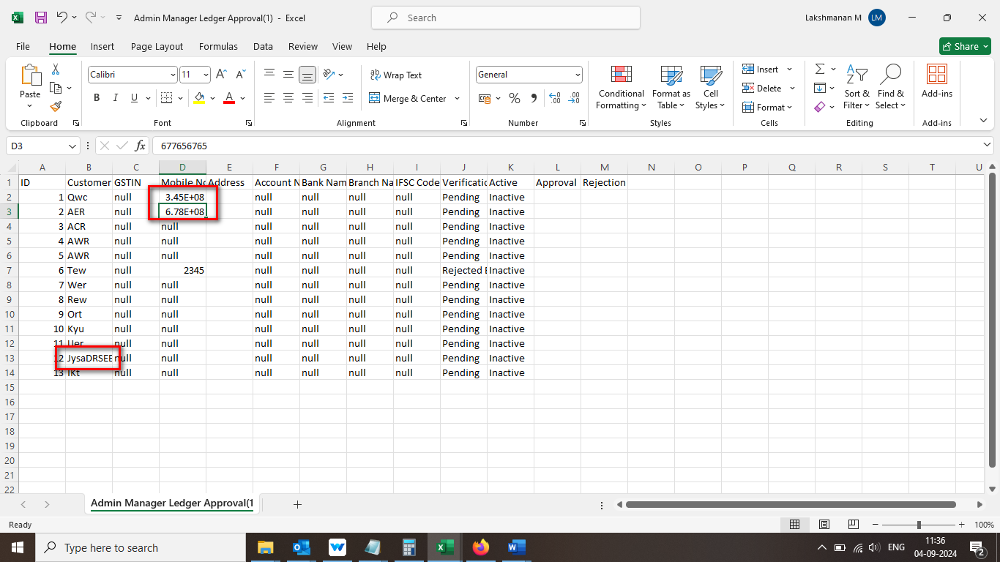 Admin Manager Ledger Approval(1) - Excel
Search
Lakshmanan M LM
File Home Insert Page Layout Formulas Data Review View Help
Share
Calibri 11
Wrap Text
General
Insert
Delete
Format
Paste
B I U
Merge & Center
Conditional Formatting
Format as Table
Cell Styles
Sort & Filter
Find & Select
Add-ins
Clipboard Font Alignment Number Styles Cells Editing Add-ins
D3 fx 677656765
A B C D E F G H I J K L M N O P Q R S T U
1 ID Customer GSTIN Mobile No Address Account N Bank Nam Branch Na IFSC Code Verificatio Active Approval Rejection
2 1 Qwc null 3.45E+08 null null null null Pending Inactive
3 2 AER null 6.78E+08 null null null null Pending Inactive
4 3 ACR null null null null null null Pending Inactive
5 4 AWR null null null null null null Pending Inactive
6 5 AWR null null null null null null Pending Inactive
7 6 Tew null 2345 null null null null Rejected B Inactive
8 7 Wer null null null null null null Pending Inactive
9 8 Rew null null null null null null Pending Inactive
10 9 Ort null null null null null null Pending Inactive
11 10 Kyu null null null null null null Pending Inactive
12 11 Uer null null null null null null Pending Inactive
13 12 JysaDRSEE null null null null null null Pending Inactive
14 13 IKt null null null null null null Pending Inactive
15
16
17
18
19
20
21
22
Admin Manager Ledger Approval(1
Ready 100%
Type here to search
ENG
11:36
04-09-2024
2